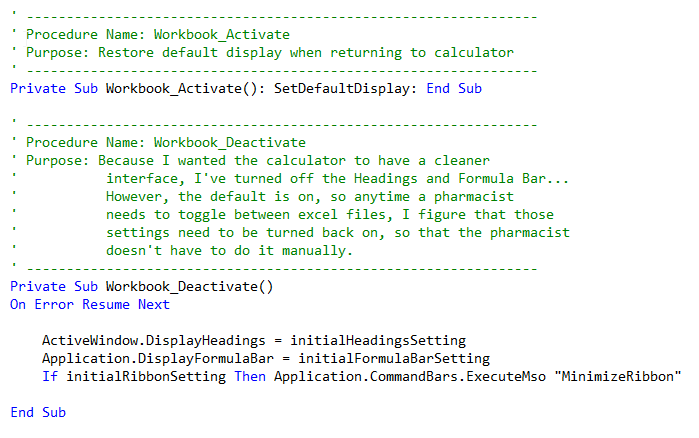 ' ----------------------------------------------------------------
' Procedure Name: Workbook_Activate
' Purpose: Restore default display when returning to calculator
' ----------------------------------------------------------------
Private Sub Workbook_Activate(): SetDefaultDisplay: End Sub

' ----------------------------------------------------------------
' Procedure Name: Workbook_Deactivate
' Purpose: Because I wanted the calculator to have a cleaner
'           interface, I've turned off the Headings and Formula Bar...
'           However, the default is on, so anytime a pharmacist
'           needs to toggle between excel files, I figure that those
'           settings need to be turned back on, so that the pharmacist
'           doesn't have to do it manually.
' ----------------------------------------------------------------
Private Sub Workbook_Deactivate()
On Error Resume Next

    ActiveWindow.DisplayHeadings = initialHeadingsSetting
    Application.DisplayFormulaBar = initialFormulaBarSetting
    If initialRibbonSetting Then Application.CommandBars.ExecuteMso "MinimizeRibbon"

End Sub